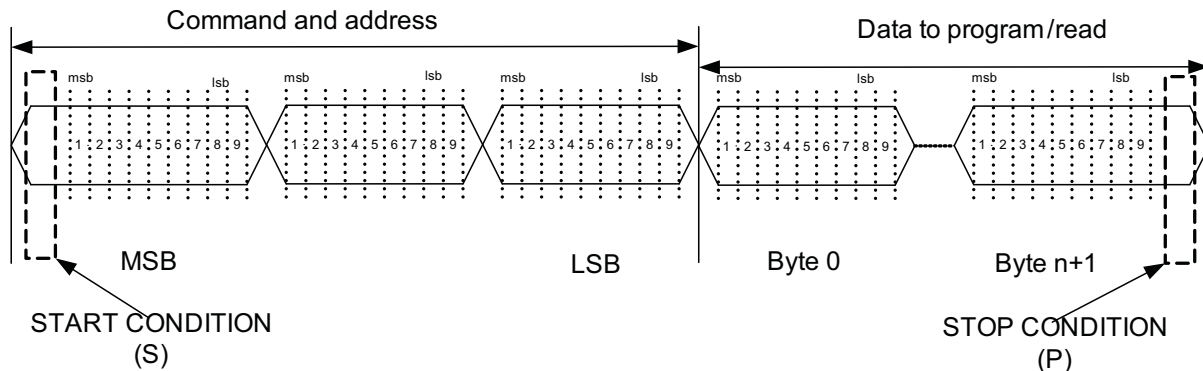 Command and address
Data to program/read
msb lsb msb lsb msb lsb msb lsb msb lsb
1 2 3 4 5 6 7 8 9 1 2 3 4 5 6 7 8 9 1 2 3 4 5 6 7 8 9 1 2 3 4 5 6 7 8 9 1 2 3 4 5 6 7 8 9
MSB LSB Byte 0 Byte n+1
START CONDITION
(S)
STOP CONDITION
(P)